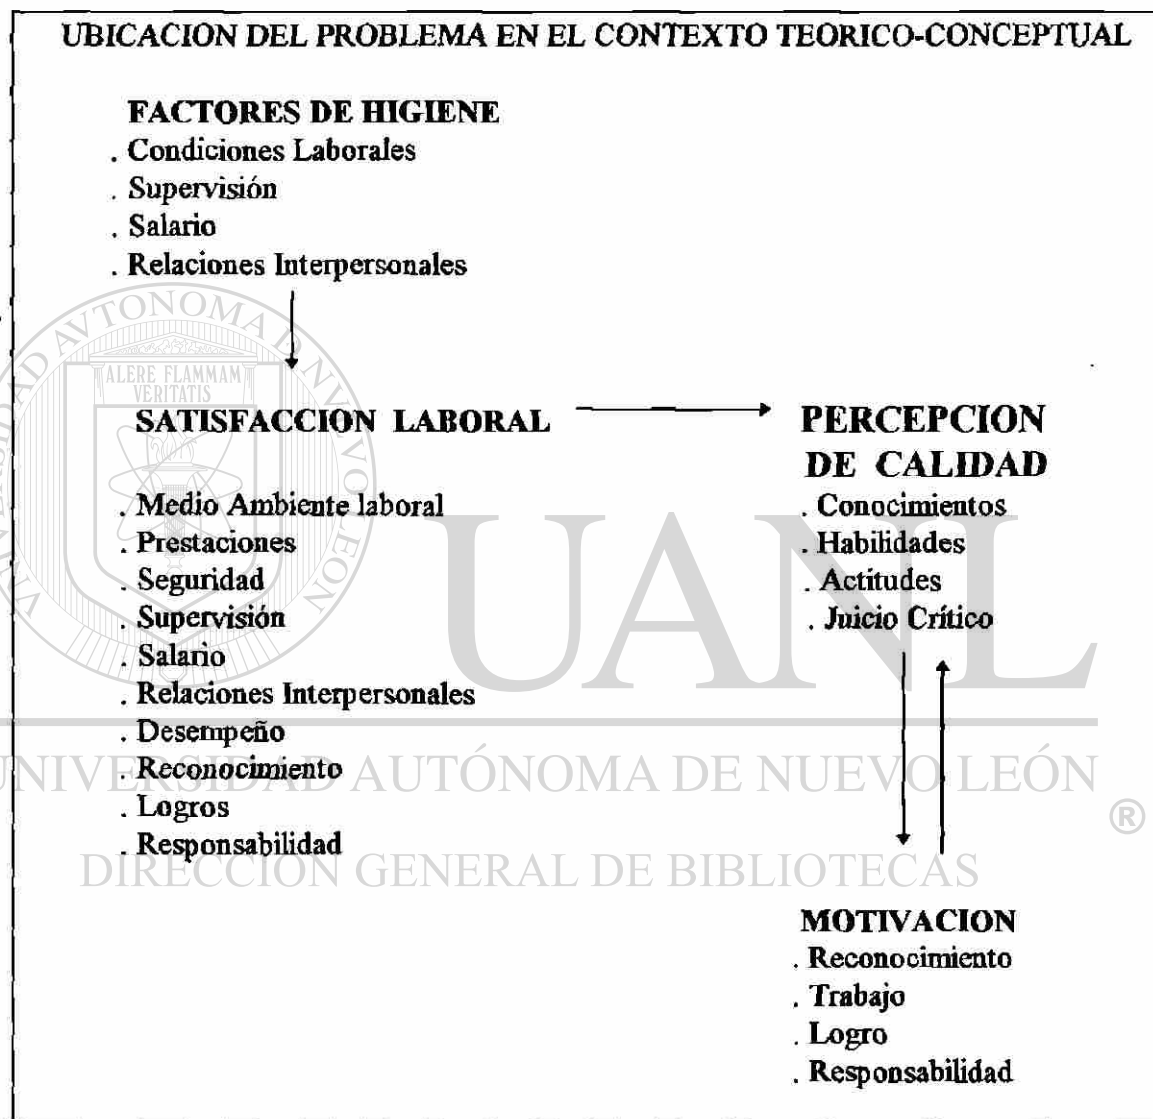 UBICACION DEL PROBLEMA EN EL CONTEXTO TEORICO-CONCEPTUAL
FACTORES DE HIGIENE
. Condiciones Laborales
. Supervisión
. Salario
. Relaciones Interpersonales
SATISFACCION LABORAL
. Medio Ambiente laboral
. Prestaciones
. Seguridad
. Supervisión
. Salario
. Relaciones Interpersonales
. Desempeño
. Reconocimiento
. Logros
. Responsabilidad
PERCEPCION
DE CALIDAD
. Conocimientos
. Habilidades
. Actitudes
. Juicio Crítico
MOTIVACION
. Reconocimiento
. Trabajo
. Logro
. Responsabilidad
ALERE FLAMMAM
VERITATIS
UANL
UNIVERSIDAD AUTÓNOMA DE NUEVO LEÓN
®
DIRECCIÓN GENERAL DE BIBLIOTECAS